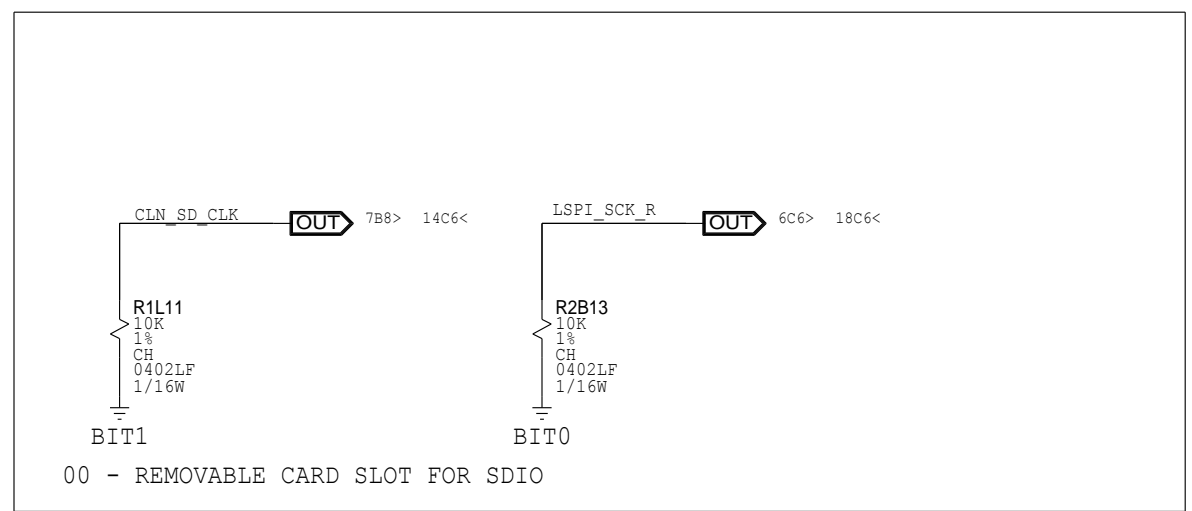 CLN_SD_CLK
OUT
7B8> 14C6<
R1L11
10K
1%
CH
0402LF
1/16W
BIT1
LSPI_SCK_R
OUT
6C6> 18C6<
R2B13
10K
1%
CH
0402LF
1/16W
BIT0
00 - REMOVABLE CARD SLOT FOR SDIO